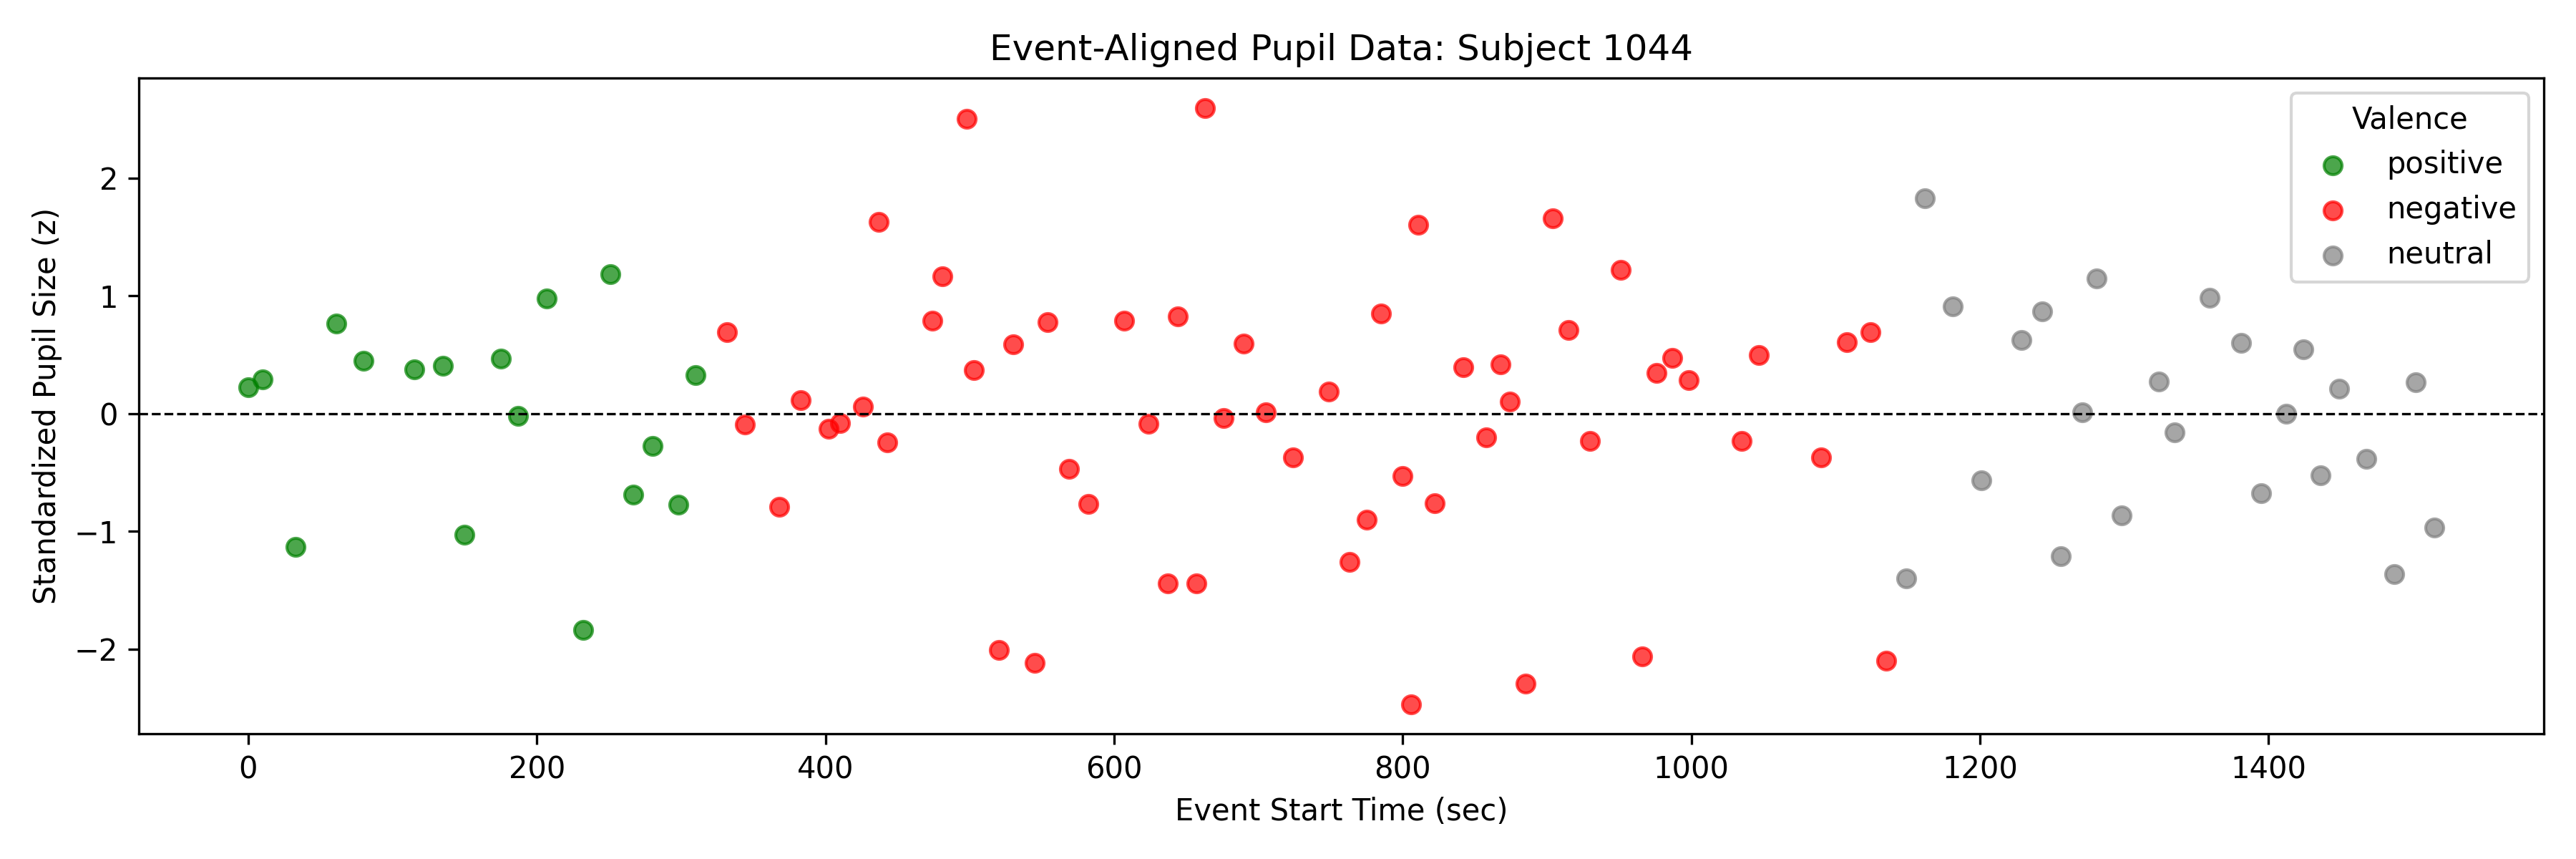 Event-Aligned Pupil Data: Subject 1044
Valence
positive
negative
neutral
Standardized Pupil Size (z)
2
1
0
−1
−2
0 200 400 600 800 1000 1200 1400
Event Start Time (sec)